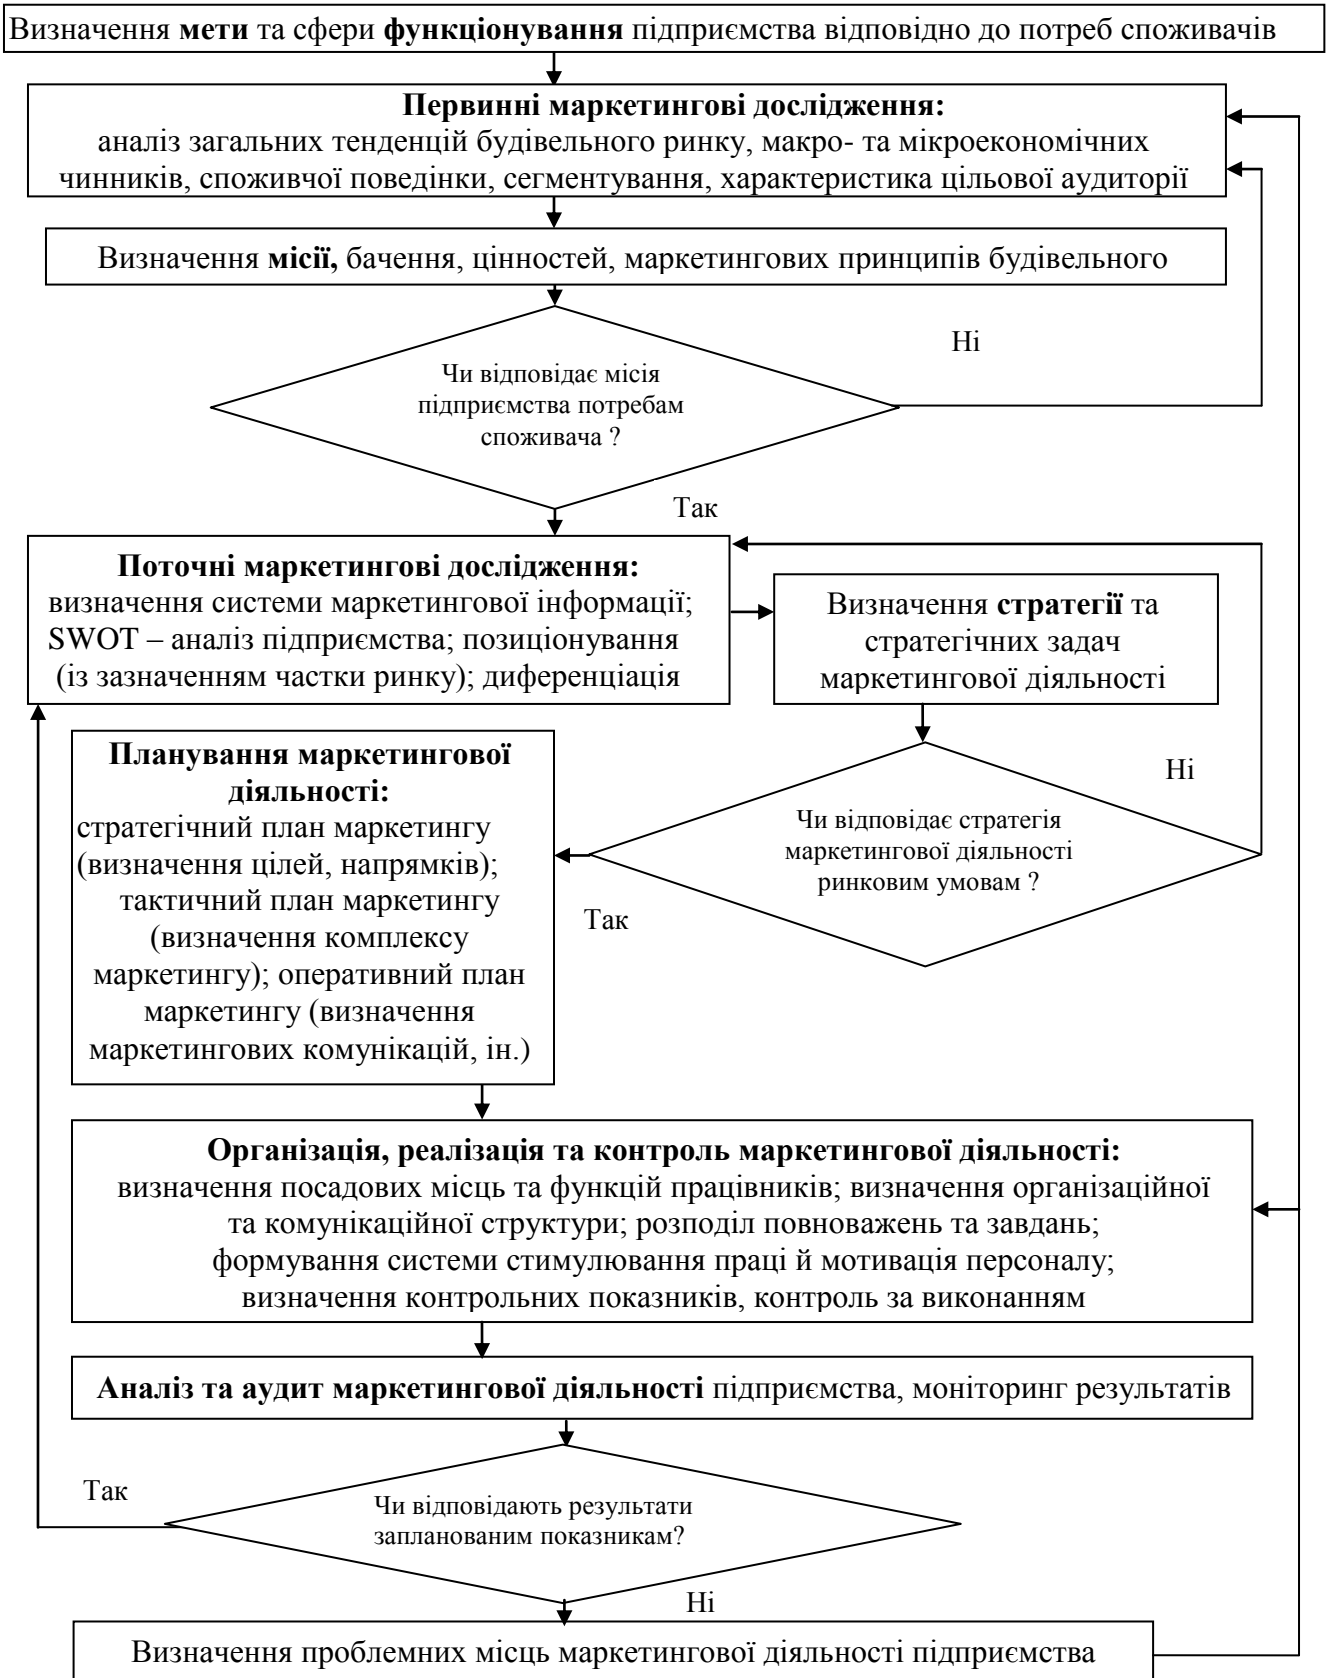 Визначення мети та сфери функціонування підприємства відповідно до потреб споживачів
Первинні маркетингові дослідження:
аналіз загальних тенденцій будівельного ринку, макро- та мікроекономічних
чинників, споживчої поведінки, сегментування, характеристика цільової аудиторії
Визначення місії, бачення, цінностей, маркетингових принципів будівельного
Ні
Чи відповідає місія
підприємства потребам
споживача ?
Так
Поточні маркетингові дослідження:
визначення системи маркетингової інформації;
SWOT – аналіз підприємства; позиціонування
(із зазначенням частки ринку); диференціація
Визначення стратегії та
стратегічних задач
маркетингової діяльності
Ні
Чи відповідає стратегія
маркетингової діяльності
ринковим умовам ?
Так
Планування маркетингової
діяльності:
стратегічний план маркетингу
(визначення цілей, напрямків);
тактичний план маркетингу
(визначення комплексу
маркетингу); оперативний план
маркетингу (визначення
маркетингових комунікацій, ін.)
Організація, реалізація та контроль маркетингової діяльності:
визначення посадових місць та функцій працівників; визначення організаційної
та комунікаційної структури; розподіл повноважень та завдань;
формування системи стимулювання праці й мотивація персоналу;
визначення контрольних показників, контроль за виконанням
Аналіз та аудит маркетингової діяльності підприємства, моніторинг результатів
Так
Чи відповідають результати
запланованим показникам?
Ні
Визначення проблемних місць маркетингової діяльності підприємства